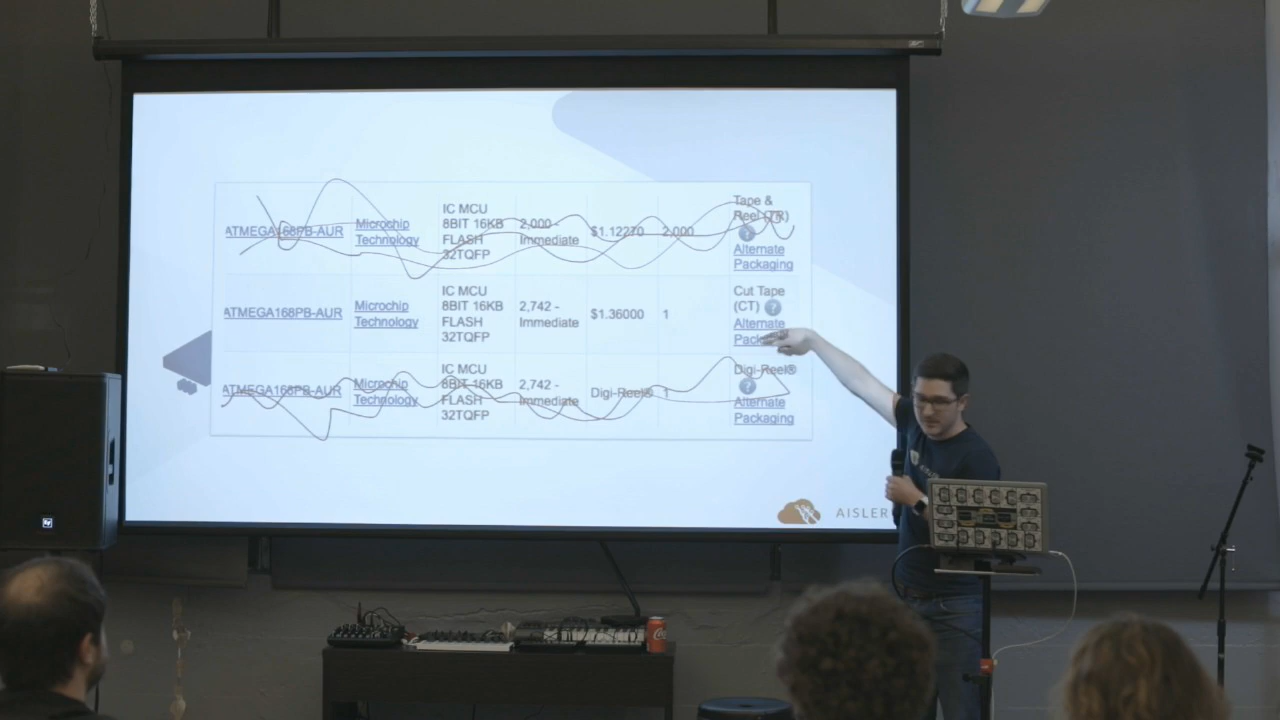 ATMEGA168PB-AUR
Microchip
Technology
IC MCU
8BIT 16KB
FLASH
32TQFP
2,000 -
Immediate
$1.12270
2,000
Tape &
Reel (TR)
?
Alternate
Packaging
ATMEGA168PB-AUR
Microchip
Technology
IC MCU
8BIT 16KB
FLASH
32TQFP
2,742 -
Immediate
$1.36000
1
Cut Tape
(CT) ?
Alternate
ATMEGA168PB-AUR
Microchip
Technology
IC MCU
8BIT 16KB
FLASH
32TQFP
2,742 -
Immediate
Digi-Reel®
1
Digi-Reel®
?
Alternate
Packaging
AISLER